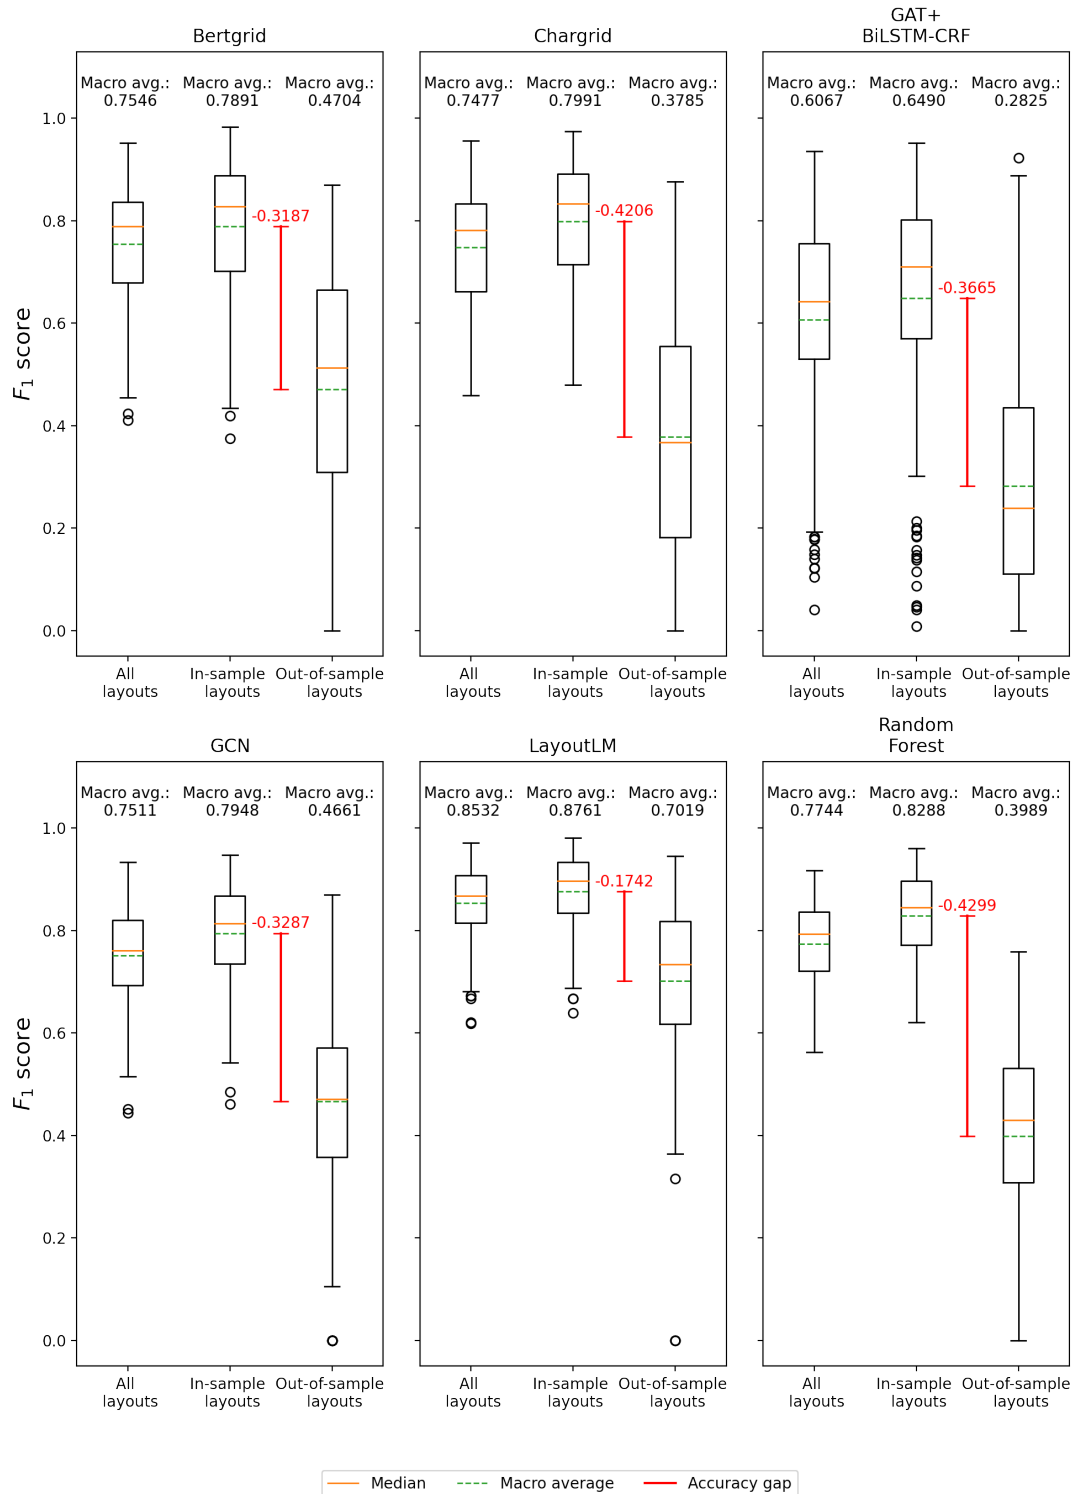 Bertgrid
Chargrid
GAT+
BiLSTM-CRF
Macro avg.: Macro avg.: Macro avg.:
0.7546 0.7891 0.4704
Macro avg.: Macro avg.: Macro avg.:
0.7477 0.7991 0.3785
Macro avg.: Macro avg.: Macro avg.:
0.6067 0.6490 0.2825
1.0
0.8
0.6
0.4
0.2
0.0
F1 score
-0.3187
-0.4206
-0.3665
All In-sample Out-of-sample
layouts layouts layouts
All In-sample Out-of-sample
layouts layouts layouts
All In-sample Out-of-sample
layouts layouts layouts
GCN
LayoutLM
Random
Forest
Macro avg.: Macro avg.: Macro avg.:
0.7511 0.7948 0.4661
Macro avg.: Macro avg.: Macro avg.:
0.8532 0.8761 0.7019
Macro avg.: Macro avg.: Macro avg.:
0.7744 0.8288 0.3989
1.0
0.8
0.6
0.4
0.2
0.0
F1 score
-0.3287
-0.1742
-0.4299
All In-sample Out-of-sample
layouts layouts layouts
All In-sample Out-of-sample
layouts layouts layouts
All In-sample Out-of-sample
layouts layouts layouts
Median Macro average Accuracy gap